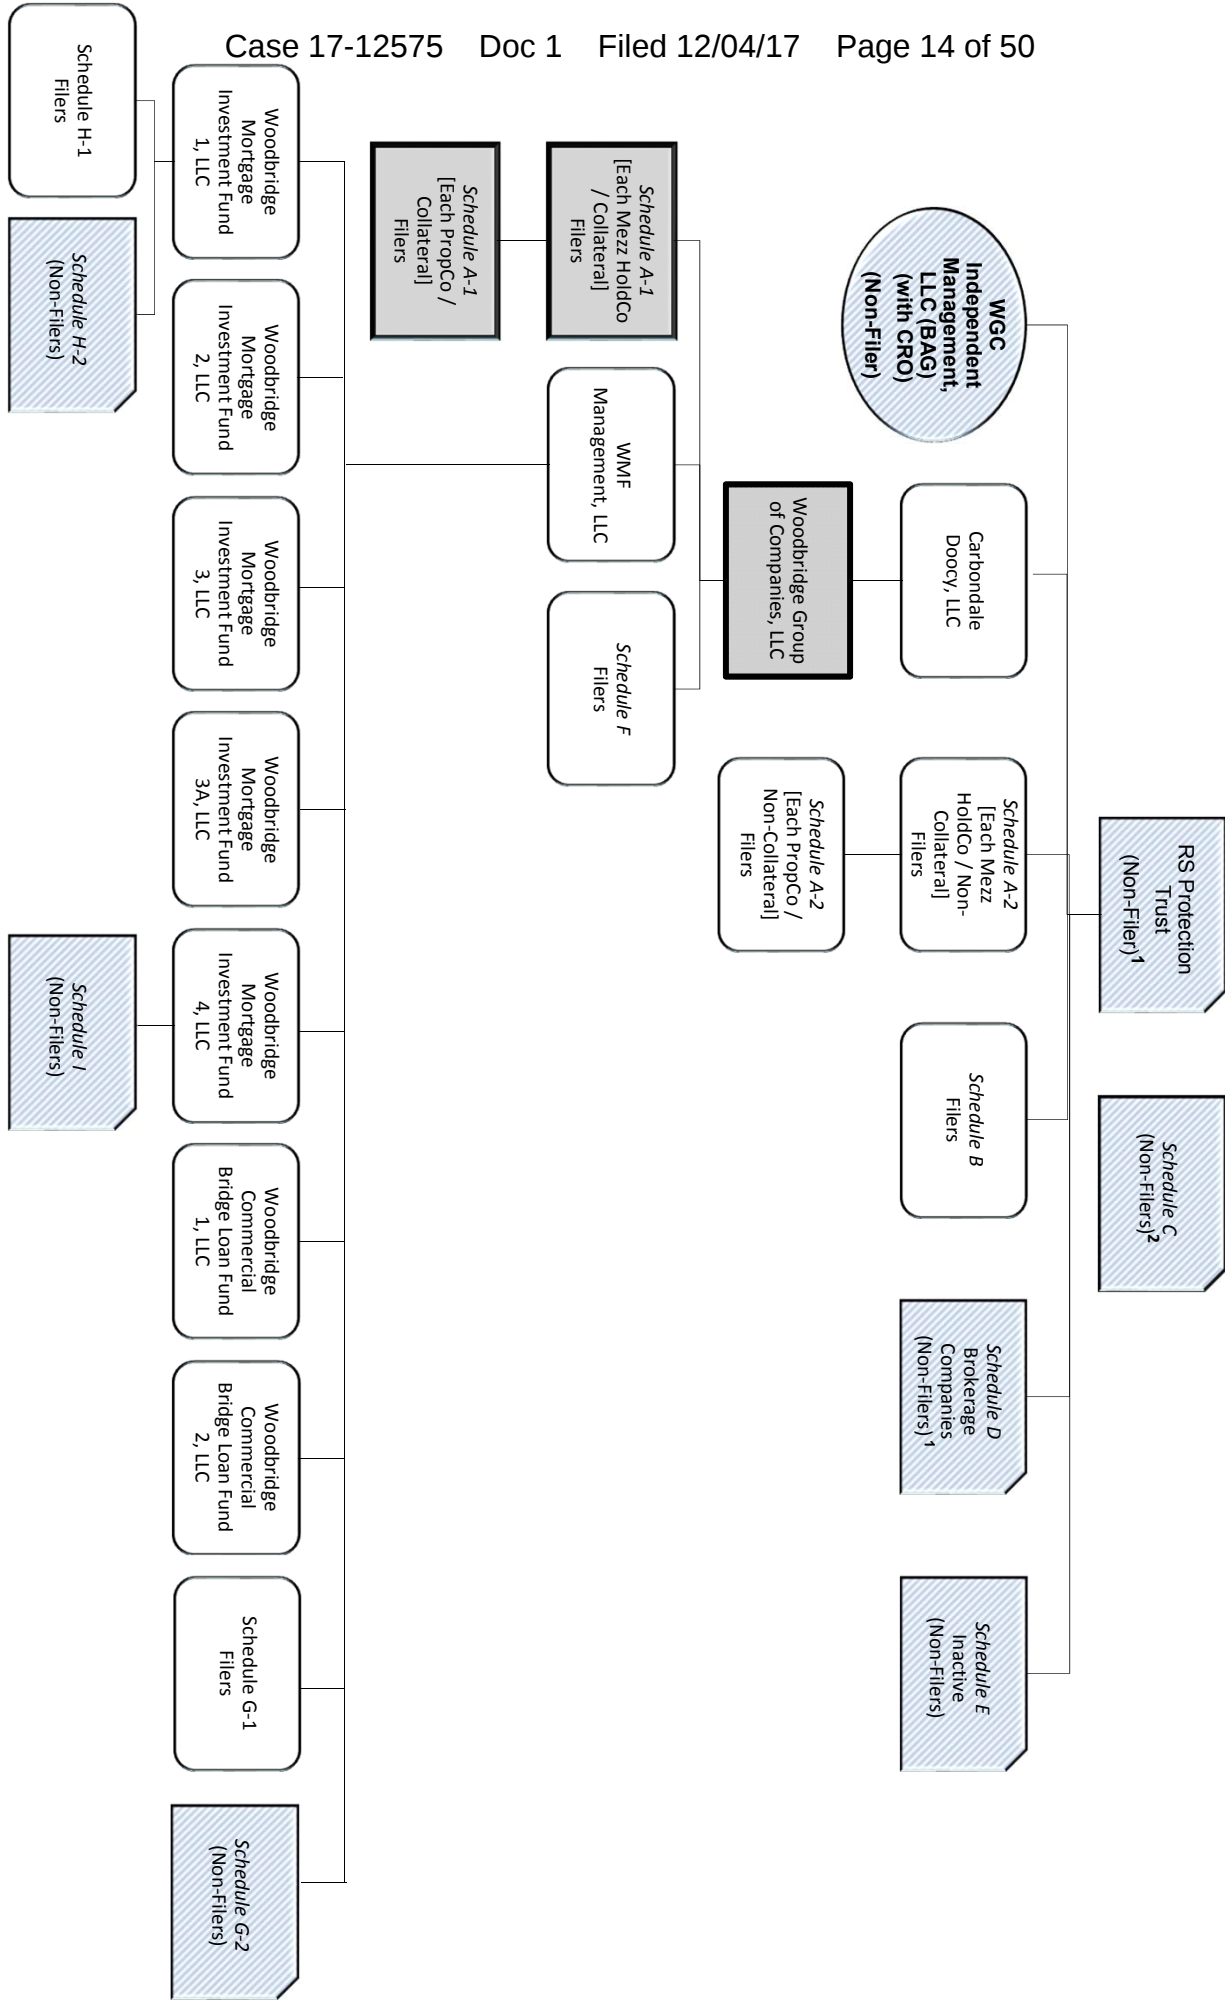 Case 17-12575 Doc 1 Filed 12/04/17 Page 14 of 50
RS Protection
Trust
(Non-Filer)1
Schedule C
(Non-Filers)2
WGC
Independent
Management,
LLC (BAG)
(with CRO)
(Non-Filer)
Carbondale
Doocy, LLC
Schedule A-2
[Each Mezz
HoldCo / Non-
Collateral]
Filers
Schedule B
Filers
Schedule D
Brokerage
Companies
(Non-Filers) 1
Schedule E
Inactive
(Non-Filers)
Woodbridge Group
of Companies, LLC
Schedule A-2
[Each PropCo /
Non-Collateral]
Filers
Schedule A-1
[Each Mezz HoldCo
/ Collateral]
Filers
WMF
Management, LLC
Schedule F
Filers
Schedule A-1
[Each PropCo /
Collateral]
Filers
Woodbridge
Mortgage
Investment Fund
1, LLC
Woodbridge
Mortgage
Investment Fund
2, LLC
Woodbridge
Mortgage
Investment Fund
3, LLC
Woodbridge
Mortgage
Investment Fund
3A, LLC
Woodbridge
Mortgage
Investment Fund
4, LLC
Woodbridge
Commercial
Bridge Loan Fund
1, LLC
Woodbridge
Commercial
Bridge Loan Fund
2, LLC
Schedule G-1
Filers
Schedule G-2
(Non-Filers)
Schedule H-1
Filers
Schedule H-2
(Non-Filers)
Schedule I
(Non-Filers)